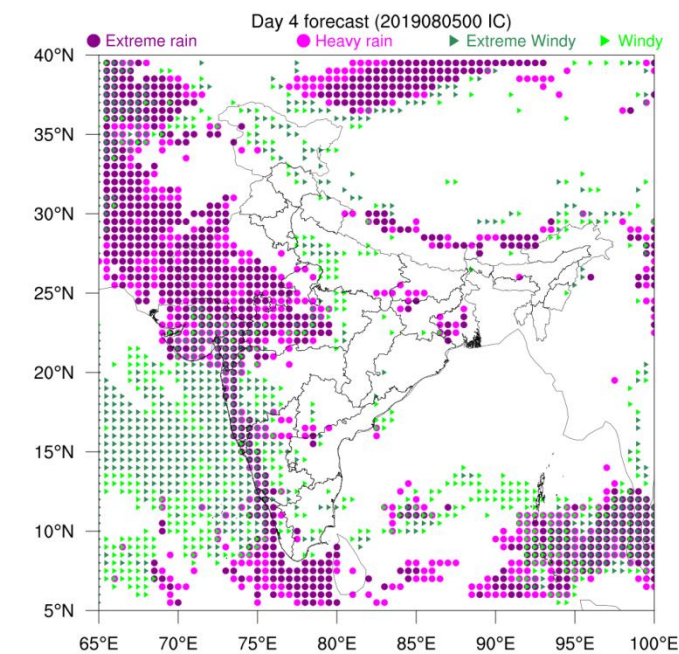 Day 4 forecast (2019080500 IC)
Extreme rain Heavy rain Extreme Windy Windy
40°N
35°N
30°N
25°N
20°N
15°N
10°N
5°N
65°E 70°E 75°E 80°E 85°E 90°E 95°E 100°E